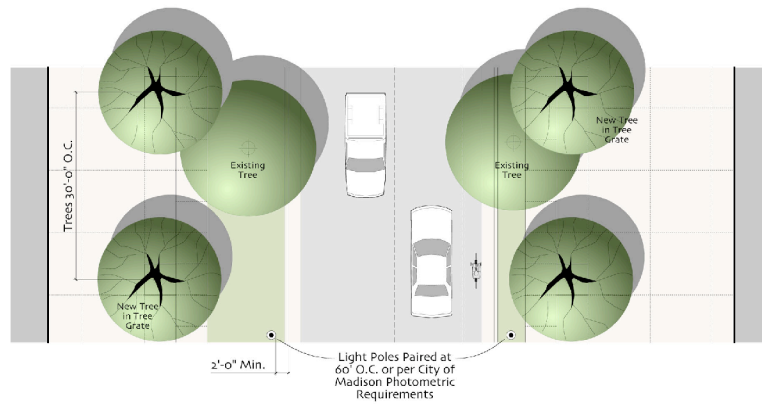 New Tree
in Tree
Grate
Existing
Tree
Existing
Tree
Trees 30'-0" O.C.
New Tree
in Tree
Grate
2'-0" Min.
Light Poles Paired at
60' O.C. or per City of
Madison Photometric
Requirements